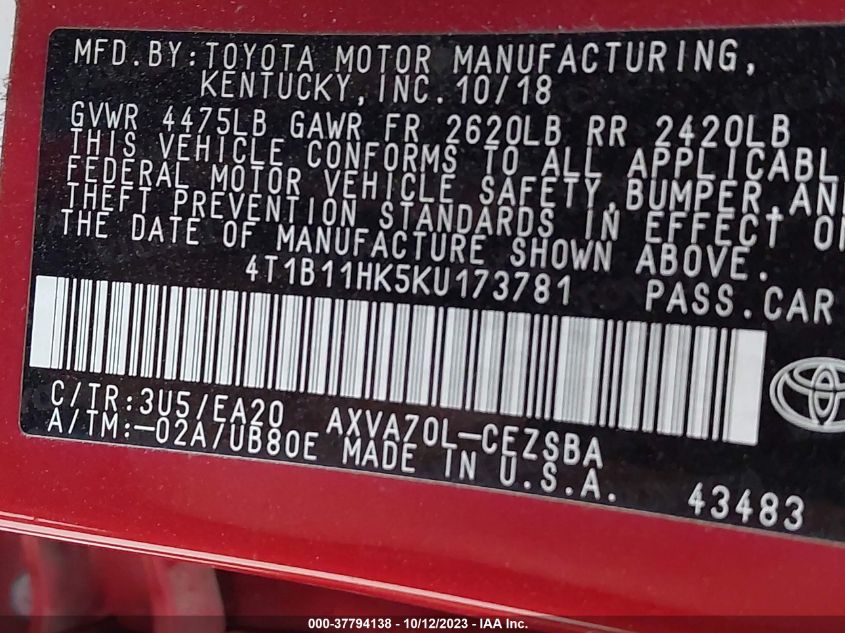 MFD.BY:TOYOTA MOTOR MANUFACTURING,
KENTUCKY,INC.10/18
GVWR 4475LB GAWR FR 2620LB RR 2420LB
THIS VEHICLE CONFORMS TO ALL APPLICABL
FEDERAL MOTOR VEHICLE SAFETY,BUMPER,AN
THEFT PREVENTION STANDARDS IN EFFECT O
THE DATE OF MANUFACTURE SHOWN ABOVE.
4T1B11HK5KU173781 PASS.CAR
C/TR:3U5/EA20 AXVA70L-CEZSBA
A/TM:-02A/UB80E MADE IN U.S.A.
43483
000-37794138 - 10/12/2023 - IAA Inc.